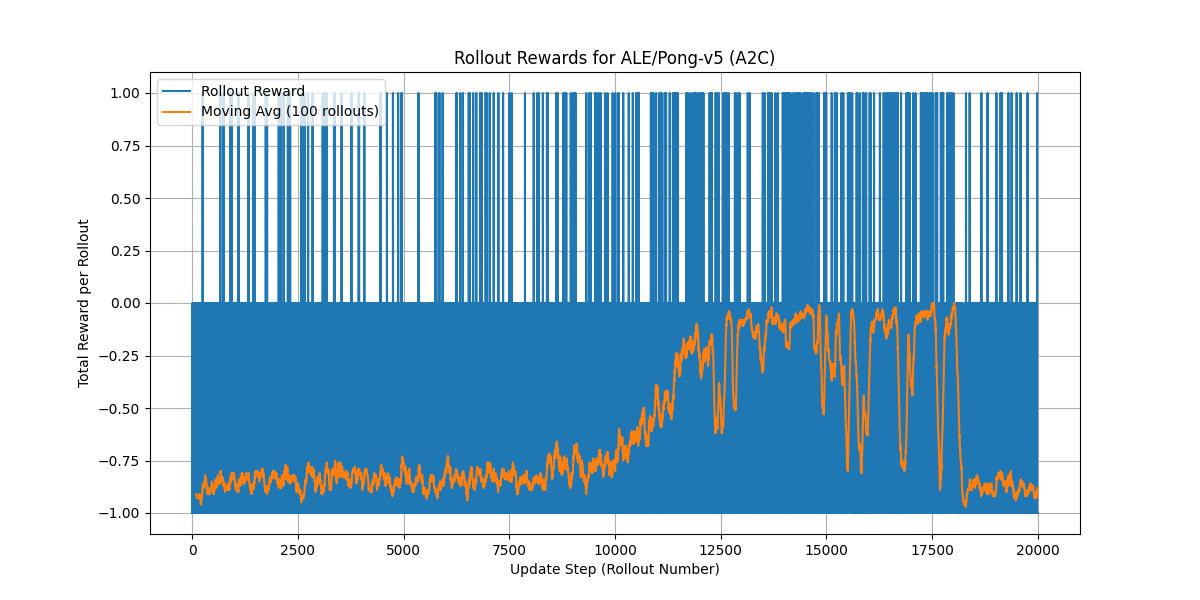 Rollout Rewards for ALE/Pong-v5 (A2C)
Rollout Reward
Moving Avg (100 rollouts)
Total Reward per Rollout
1.00
0.75
0.50
0.25
0.00
−0.25
−0.50
−0.75
−1.00
0 2500 5000 7500 10000 12500 15000 17500 20000
Update Step (Rollout Number)